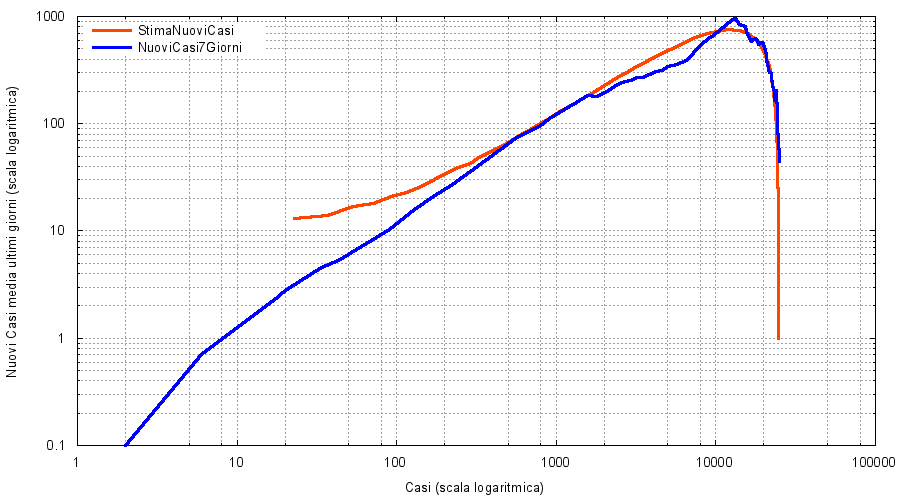 1000
StimaNuoviCasi
NuoviCasi7Giorni
100
10
1
0.1
Nuovi Casi media ultimi giorni (scala logaritmica)
1 10 100 1000 10000 100000
Casi (scala logoritmica)